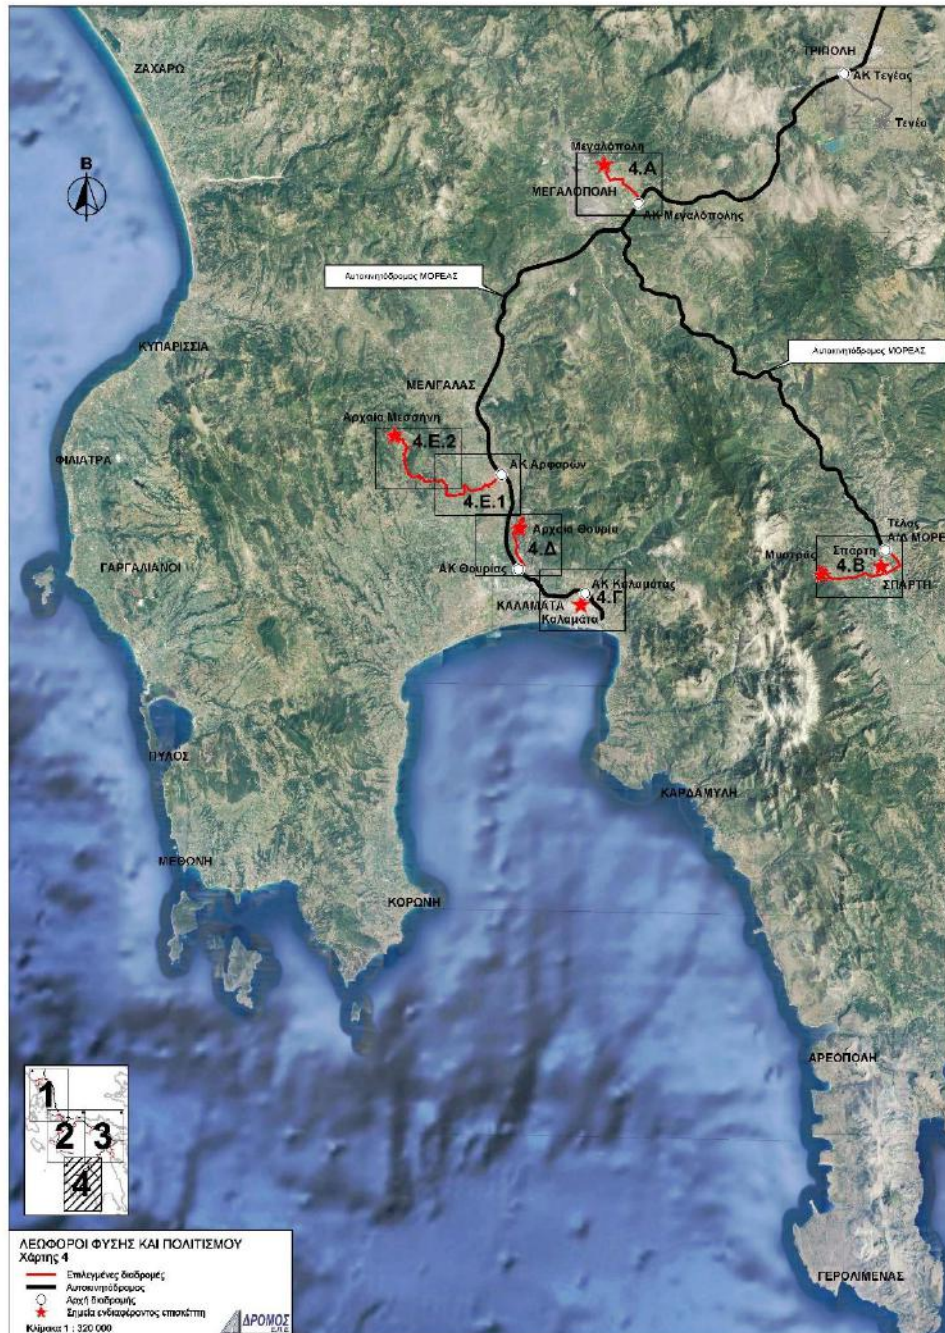 ΤΡΙΠΟΛΗ
ΖΑΧΑΡΩ
ΑΚ Τεγέας
Τεγέα
Μεγαλόπολη
4.Α
Β
ΜΕΓΑΛΟΠΟΛΗ
ΑΚ Μεγαλόπολης
Αυτοκινητόδρομος ΜΟΡΕΑΣ
ΚΥΠΑΡΙΣΣΙΑ
Αυτοκινητόδρομος ΜΟΡΕΑΣ
ΜΕΛΙΓΑΛΑΣ
Αρχαία Μεσσήνη
4.Ε.2
ΦΙΛΙΑΤΡΑ
ΑΚ Αρφαρών
4.Ε.1
Αρχαία Θουρία
Τέλος
Α/Δ ΜΟΡΕ
4.Δ
Σπάρτη
Μυστράς
4.Β
ΓΑΡΓΑΛΙΑΝΟΙ
ΑΚ Θουρίας
ΑΚ Καλαμάτας
ΣΠΑΡΤΗ
4.Γ
ΚΑΛΑΜΑΤΑ
Καλαμάτα
ΠΥΛΟΣ
ΚΑΡΔΑΜΥΛΗ
ΜΕΘΩΝΗ
ΚΟΡΩΝΗ
ΑΡΕΟΠΟΛΗ
1
2 3
4
ΛΕΩΦΟΡΟΙ ΦΥΣΗΣ ΚΑΙ ΠΟΛΙΤΙΣΜΟΥ
Χάρτης 4
Επιλεγμένες διαδρομές
Αυτοκινητόδρομος
Αρχή διαδρομής
Σημεία ενδιαφέροντος επισκέπτη
Κλίμακα 1 : 320 000
ΔΡΟΜΟΣ
Ε.Π.Ε.
ΓΕΡΟΛΙΜΕΝΑΣ